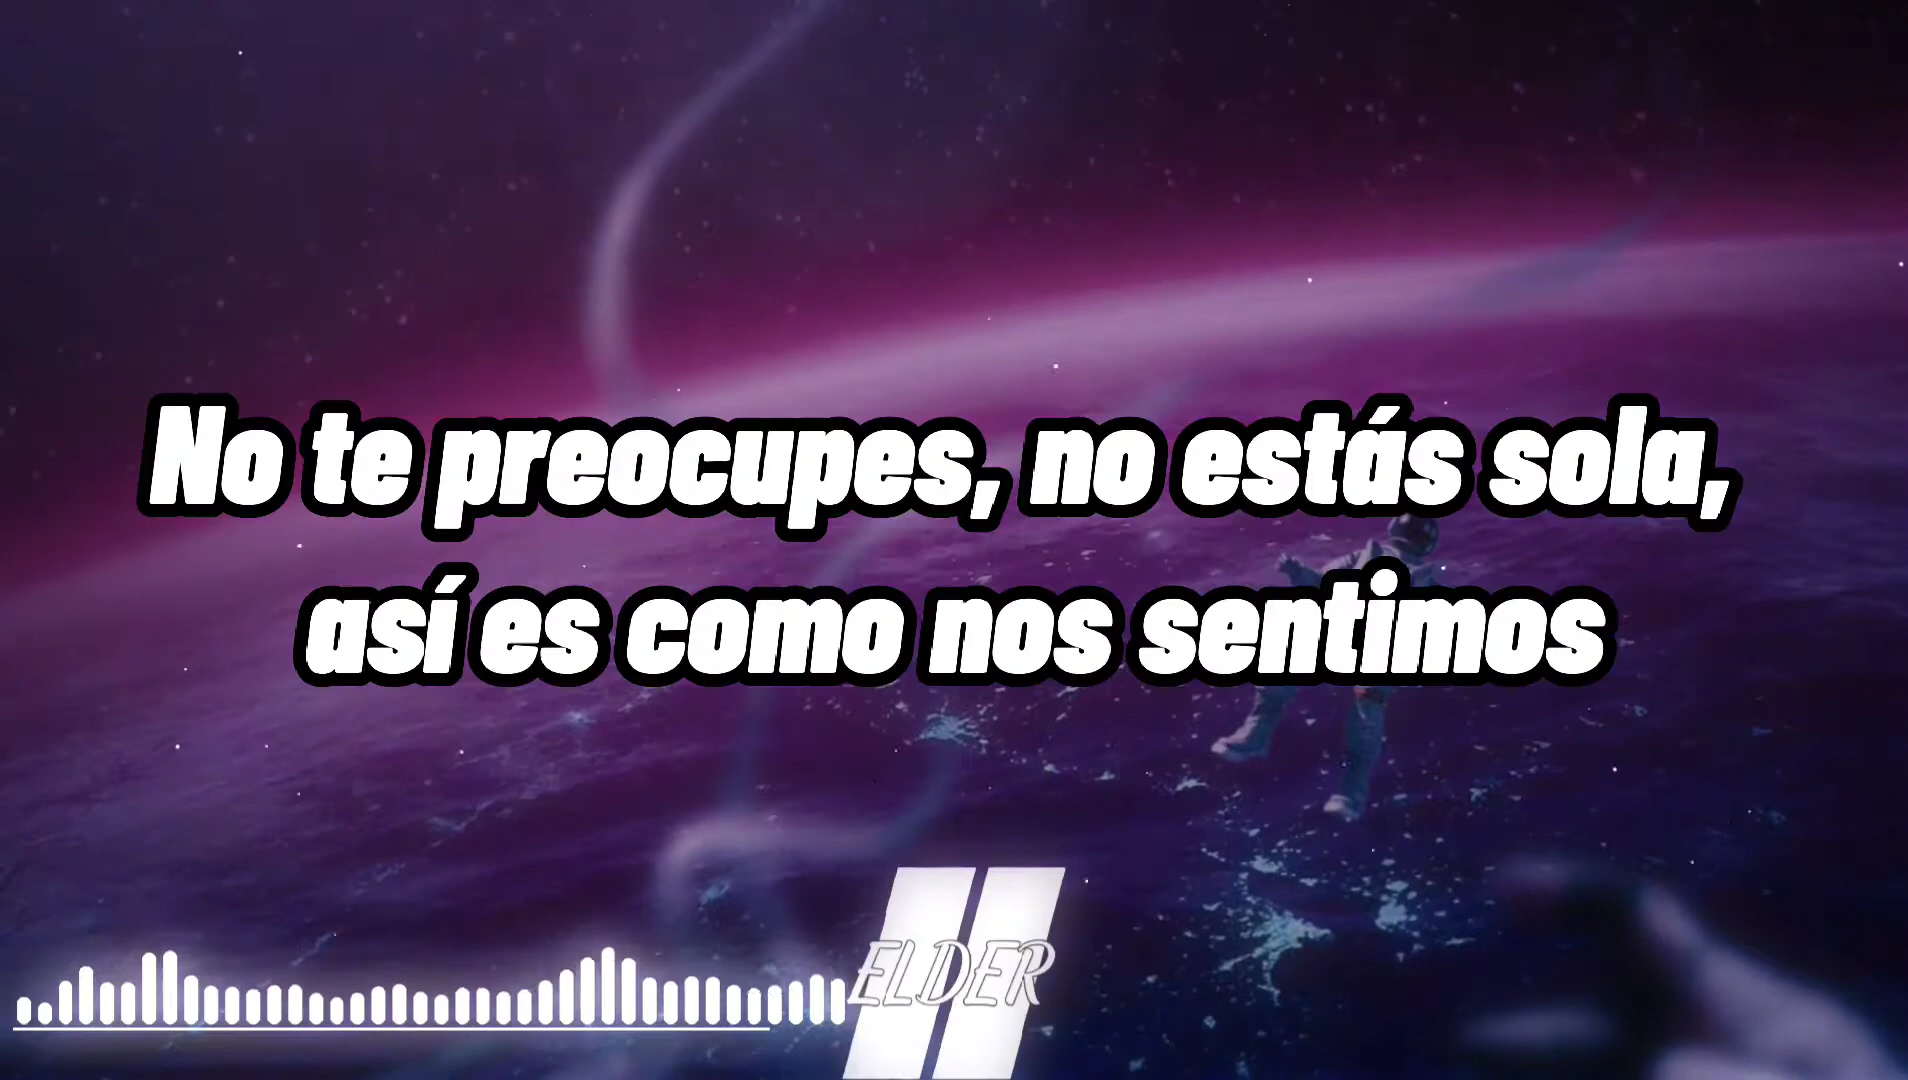 No te preocupes, no estás sola,
así es como nos sentimos
ELDER